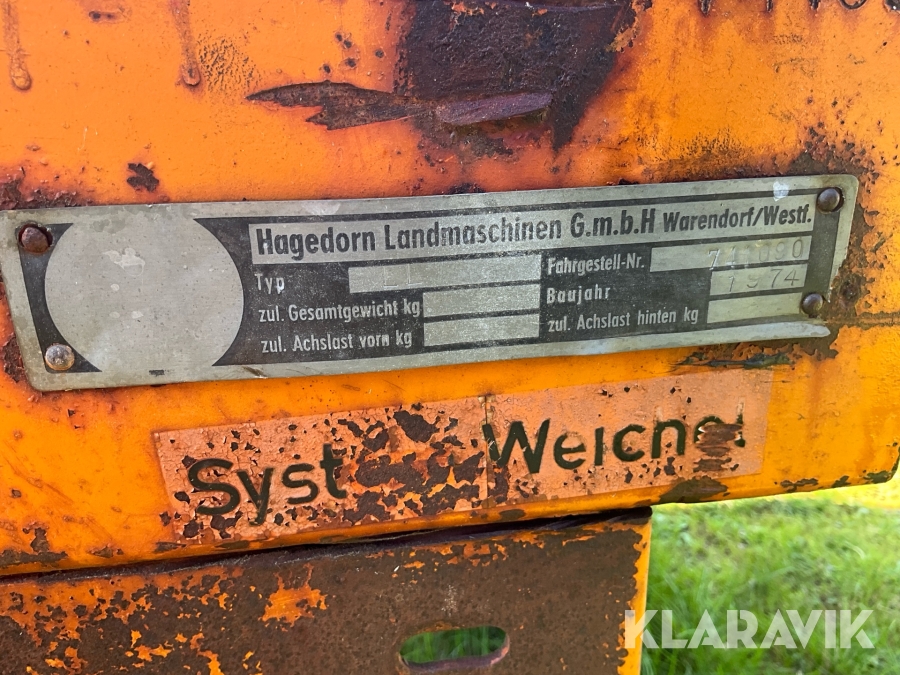 Hagedorn Landmaschinen G.m.b.H Warendorf/Westf.
Typ
Fahrgestell-Nr. 741090
zul. Gesamtgewicht kg
Baujahr 1974
zul. Achslast vorn kg
zul. Achslast hinten kg
Syst Weichel
KLARAVIK